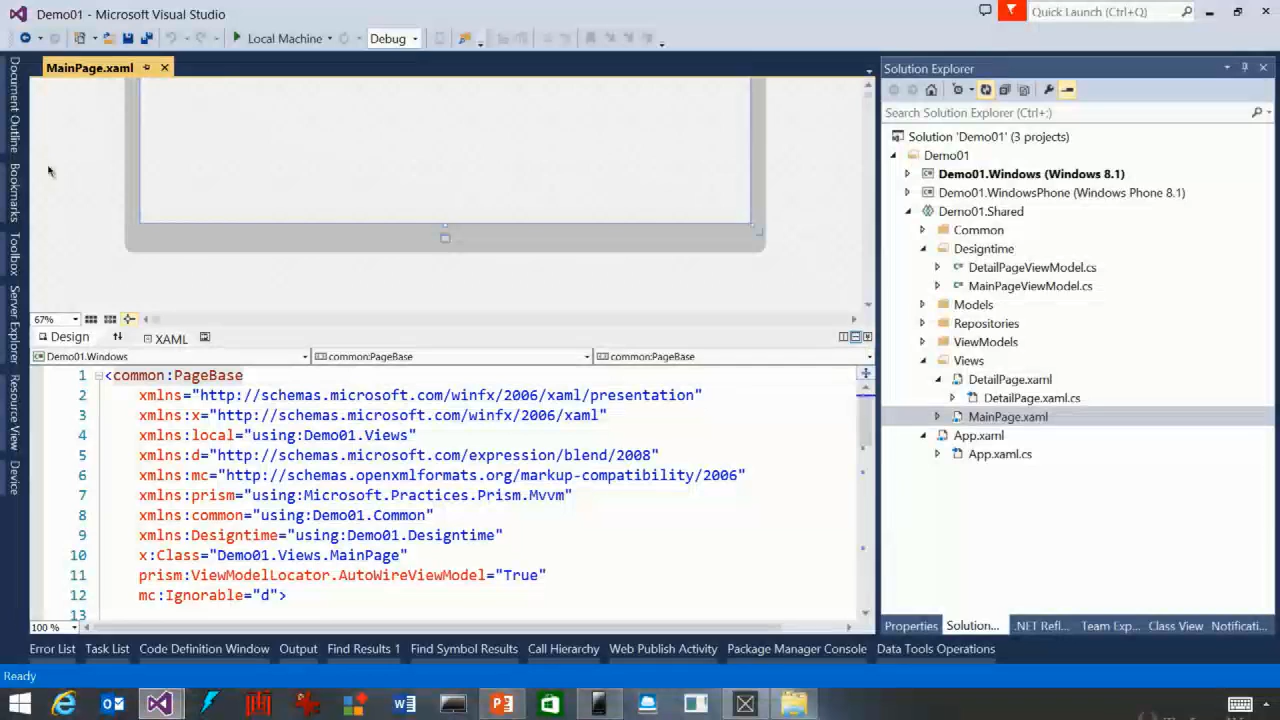 Demo01 - Microsoft Visual Studio
Quick Launch (Ctrl+Q)
Local Machine
Debug
MainPage.xaml
Document Outline
Bookmarks
Toolbox
Server Explorer
Resource View
Device
67%
Design
XAML
Demo01.Windows
common:PageBase
common:PageBase
1 <common:PageBase
2 xmlns="http://schemas.microsoft.com/winfx/2006/xaml/presentation"
3 xmlns:x="http://schemas.microsoft.com/winfx/2006/xaml"
4 xmlns:local="using:Demo01.Views"
5 xmlns:d="http://schemas.microsoft.com/expression/blend/2008"
6 xmlns:mc="http://schemas.openxmlformats.org/markup-compatibility/2006"
7 xmlns:prism="using:Microsoft.Practices.Prism.Mvvm"
8 xmlns:common="using:Demo01.Common"
9 xmlns:Designtime="using:Demo01.Designtime"
10 x:Class="Demo01.Views.MainPage"
11 prism:ViewModelLocator.AutoWireViewModel="True"
12 mc:Ignorable="d">
13
100 %
Solution Explorer
Search Solution Explorer (Ctrl+;)
Solution 'Demo01' (3 projects)
Demo01
Demo01.Windows (Windows 8.1)
Demo01.WindowsPhone (Windows Phone 8.1)
Demo01.Shared
Common
Designtime
DetailPageViewModel.cs
MainPageViewModel.cs
Models
Repositories
ViewModels
Views
DetailPage.xaml
DetailPage.xaml.cs
MainPage.xaml
App.xaml
App.xaml.cs
Properties Solution... .NET Refl... Team Exp... Class View Notificati...
Error List Task List Code Definition Window Output Find Results 1 Find Symbol Results Call Hierarchy Web Publish Activity Package Manager Console Data Tools Operations
Ready